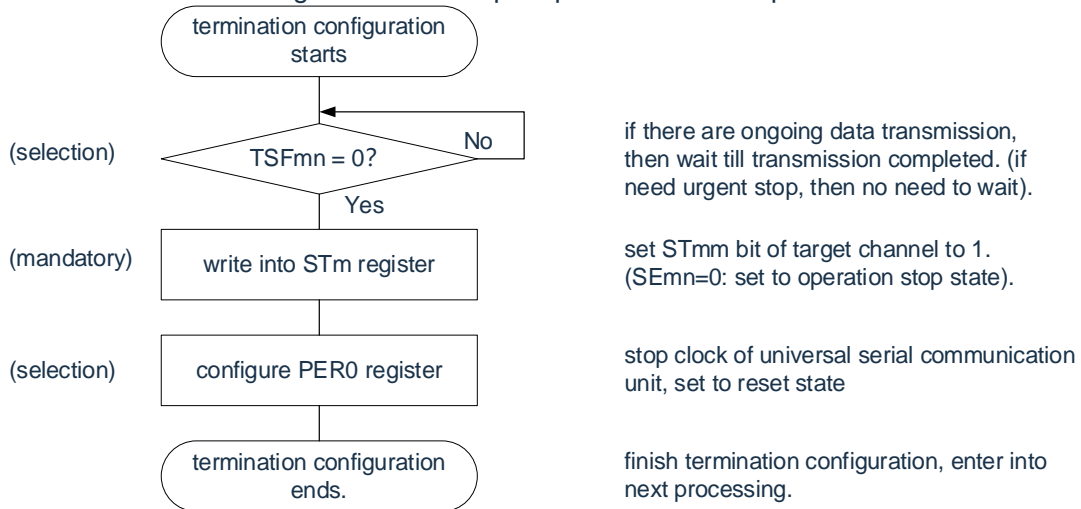 termination configuration
starts
(selection)
TSFmn = 0?
No
if there are ongoing data transmission,
then wait till transmission completed. (if
need urgent stop, then no need to wait).
Yes
(mandatory)
write into STm register
set STmm bit of target channel to 1.
(SEmn=0: set to operation stop state).
(selection)
configure PER0 register
stop clock of universal serial communication
unit, set to reset state
termination configuration
ends.
finish termination configuration, enter into
next processing.